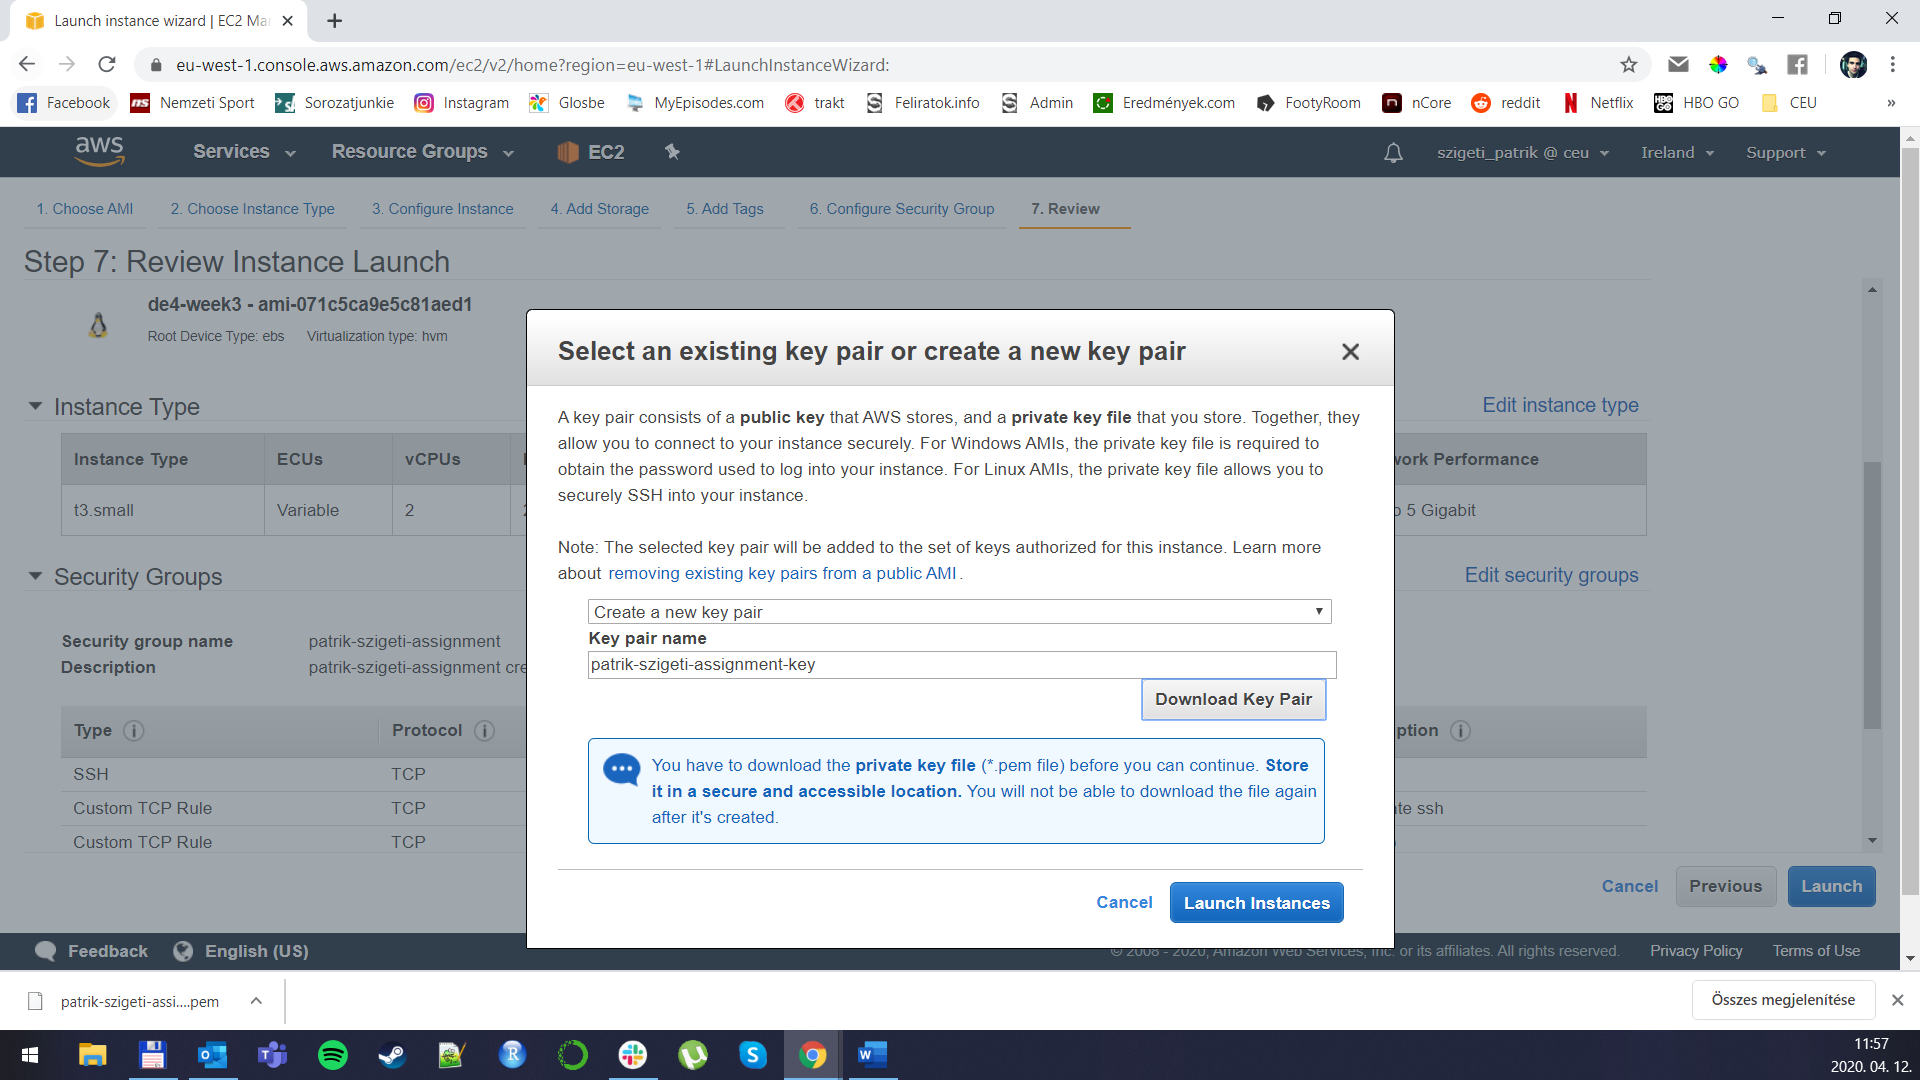 Launch instance wizard | EC2 Ma
eu-west-1.console.aws.amazon.com/ec2/v2/home?region=eu-west-1#LaunchInstanceWizard:
Facebook Nemzeti Sport Sorozatjunkie Instagram Glosbe MyEpisodes.com trakt Feliratok.info Admin Eredmények.com FootyRoom nCore reddit Netflix HBO GO CEU »
aws Services Resource Groups EC2 szigeti_patrik @ ceu Ireland Support
1. Choose AMI 2. Choose Instance Type 3. Configure Instance 4. Add Storage 5. Add Tags 6. Configure Security Group 7. Review
Step 7: Review Instance Launch
de4-week3 - ami-071c5ca9e5c81aed1
Root Device Type: ebs Virtualization type: hvm
Instance Type
Edit instance type
Instance Type ECUs vCPUs work Performance
t3.small Variable 2 5 Gigabit
Security Groups
Edit security groups
Security group name patrik-szigeti-assignment
Description patrik-szigeti-assignment cre
Type Protocol ption
SSH TCP
Custom TCP Rule TCP te ssh
Custom TCP Rule TCP
Cancel Previous Launch
Select an existing key pair or create a new key pair
A key pair consists of a public key that AWS stores, and a private key file that you store. Together, they
allow you to connect to your instance securely. For Windows AMIs, the private key file is required to
obtain the password used to log into your instance. For Linux AMIs, the private key file allows you to
securely SSH into your instance.
Note: The selected key pair will be added to the set of keys authorized for this instance. Learn more
about removing existing key pairs from a public AMI.
Create a new key pair
Key pair name
patrik-szigeti-assignment-key
Download Key Pair
You have to download the private key file (*.pem file) before you can continue. Store
it in a secure and accessible location. You will not be able to download the file again
after it's created.
Cancel Launch Instances
Feedback English (US) © 2008 - 2020, Amazon Web Services, Inc. or its affiliates. All rights reserved. Privacy Policy Terms of Use
patrik-szigeti-assi....pem Összes megjelenítése
11:57
2020. 04. 12.